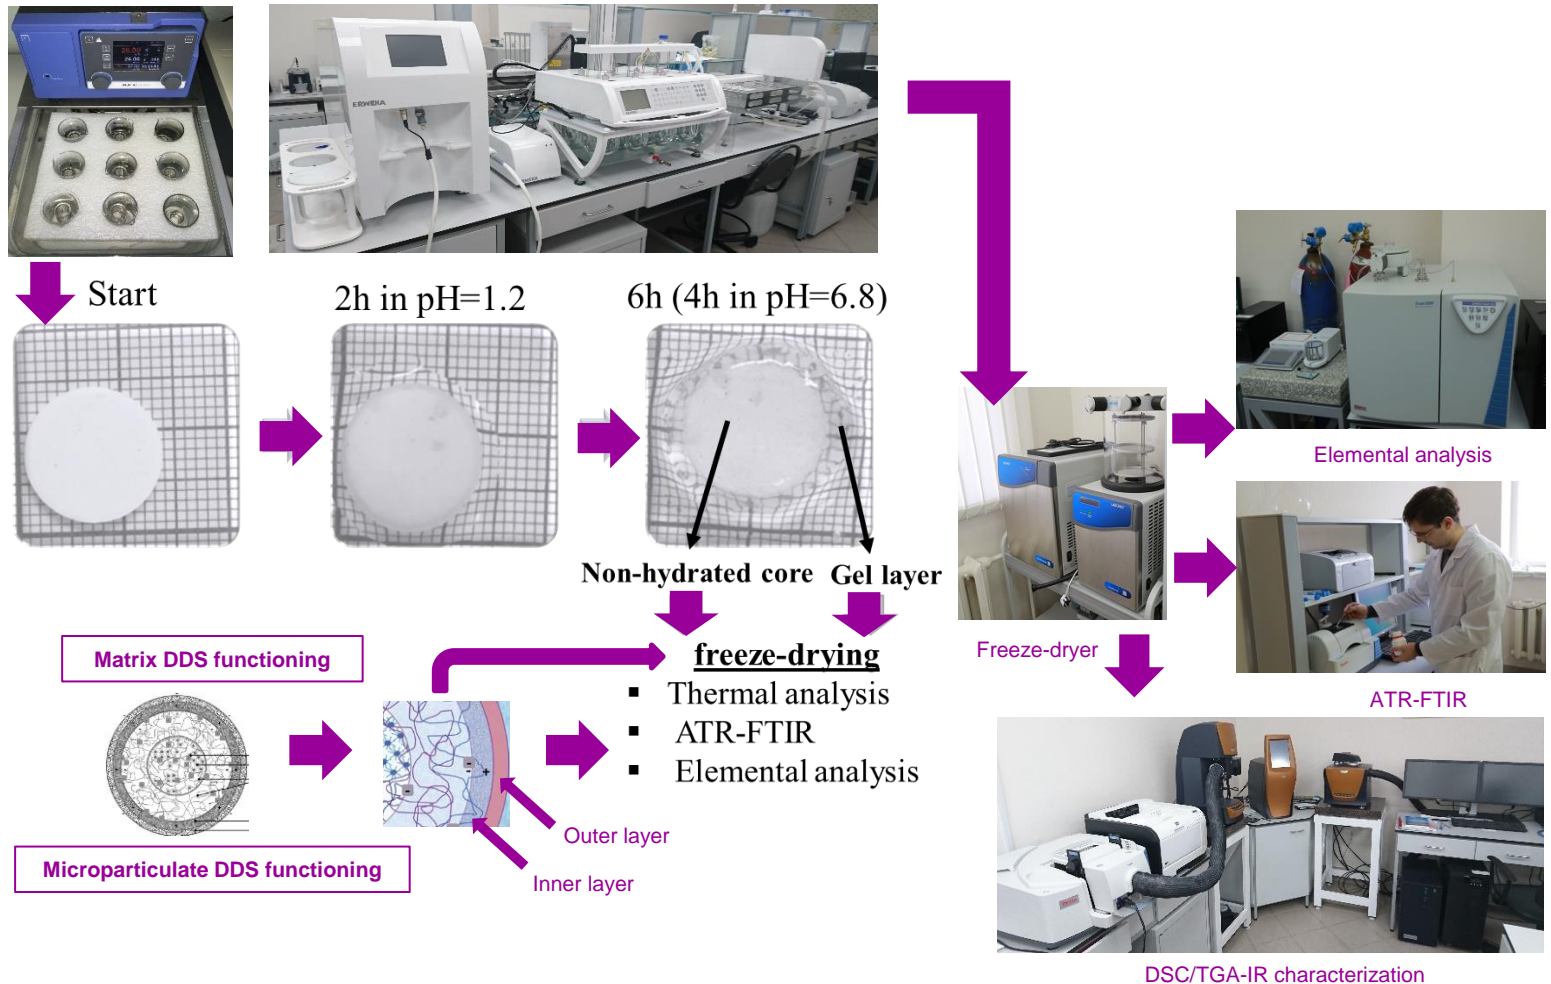 ERWEKA
Start
2h in pH=1.2
6h (4h in pH=6.8)
Non-hydrated core
Gel layer
Matrix DDS functioning
freeze-drying
▪ Thermal analysis
▪ ATR-FTIR
▪ Elemental analysis
Outer layer
Inner layer
Microparticulate DDS functioning
Elemental analysis
Freeze-dryer
ATR-FTIR
DSC/TGA-IR characterization